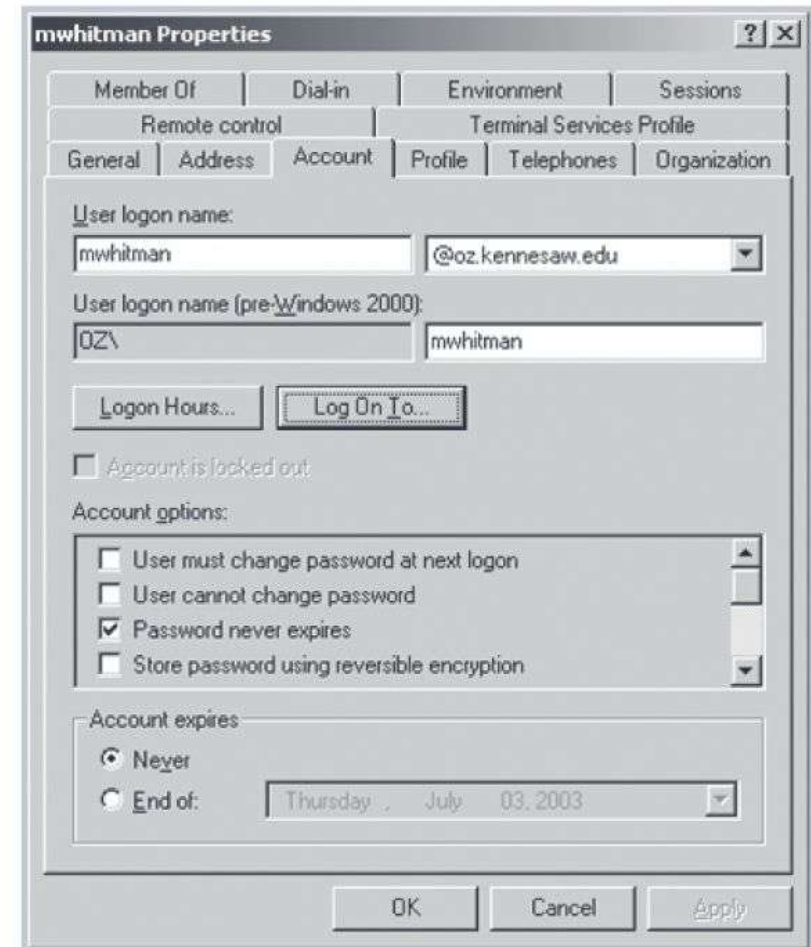 mwhitman Properties
Member Of Dial-in Environment Sessions
Remote control Terminal Services Profile
General Address Account Profile Telephones Organization
User logon name:
mwhitman @oz.kennesaw.edu
User logon name (pre-Windows 2000):
OZ\ mwhitman
Logon Hours... Log On To...
Account is locked out
Account options:
User must change password at next logon
User cannot change password
Password never expires
Store password using reversible encryption
Account expires
Never
End of: Thursday , July 03, 2003
OK Cancel Apply